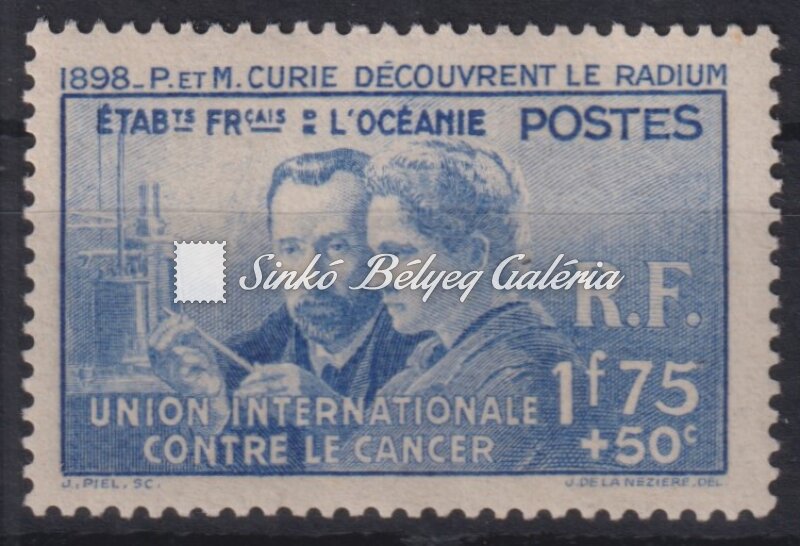 1898_P. ET M. CURIE DÉCOUVRENT LE RADIUM
ÉTABTS FRÇAIS DE L'OCÉANIE POSTES
Sinkó Bélyeg Galéria
R.F.
1f75
+50c
UNION INTERNATIONALE
CONTRE LE CANCER
J. PIEL. SC. J. DE LA NEZIERE. DEL.